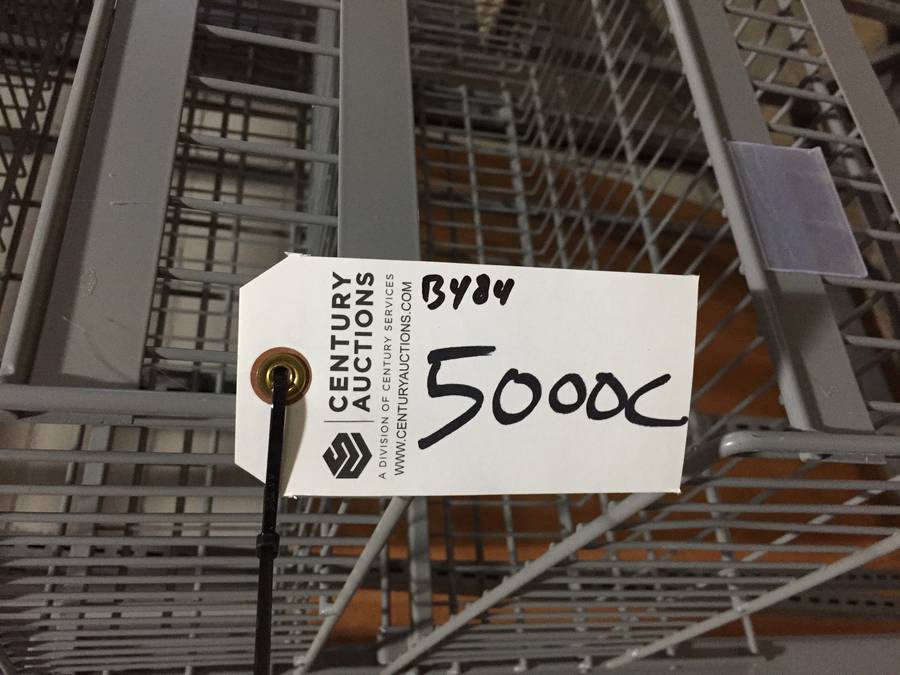 CENTURY
AUCTIONS
A DIVISION OF CENTURY SERVICES
WWW.CENTURYAUCTIONS.COM
B484
5000C